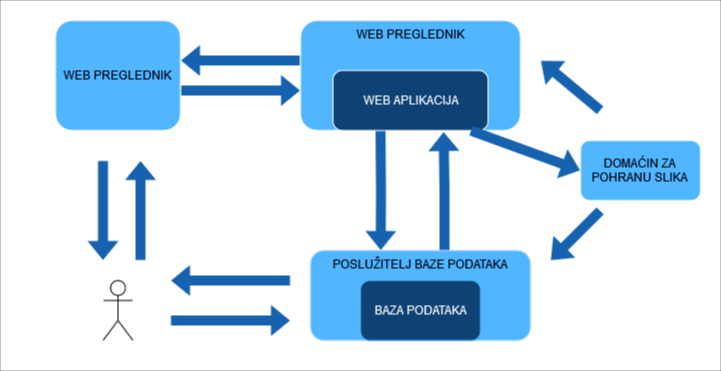 WEB PREGLEDNIK
WEB PREGLEDNIK
WEB APLIKACIJA
DOMAĆIN ZA
POHRANU SLIKA
POSLUŽITELJ BAZE PODATAKA
BAZA PODATAKA